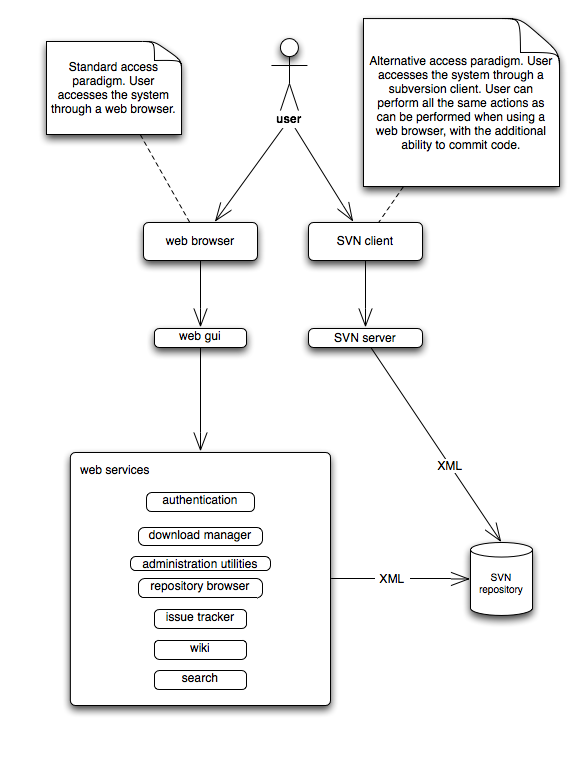 Standard access
paradigm. User
accesses the system
through a web browser.
Alternative access paradigm. User
accesses the system through a
subversion client. User can
perform all the same actions as
can be performed when using a
web browser, with the additional
ability to commit code.
user
web browser
SVN client
web gui
SVN server
web services
authentication
download manager
administration utilities
repository browser
issue tracker
wiki
search
XML
XML
SVN
repository